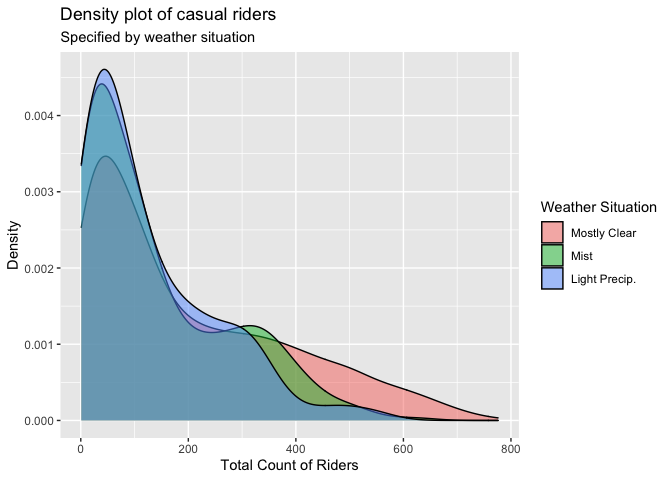 Density plot of casual riders
Specified by weather situation
0.004
0.003
0.002
0.001
0.000
Density
0
200
400
600
800
Total Count of Riders
Weather Situation
Mostly Clear
Mist
Light Precip.